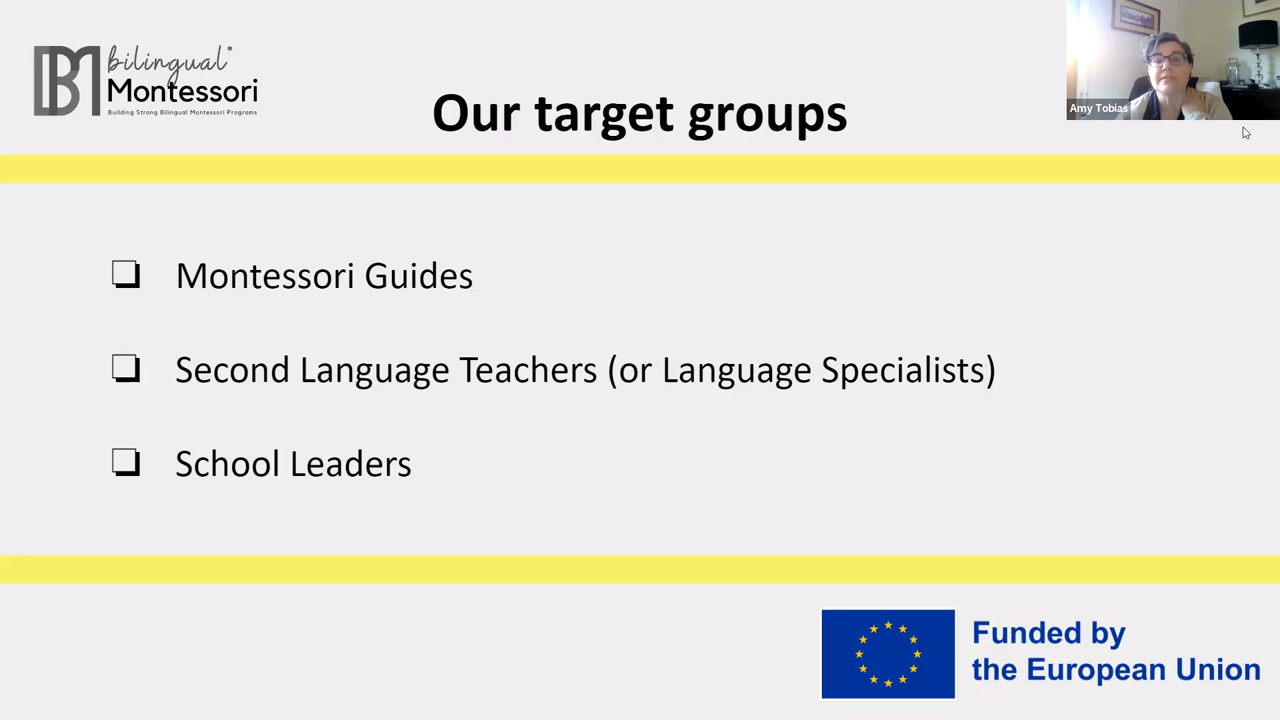 bilingual®
Montessori
Building Strong Bilingual Montessori Programs
Our target groups
Amy Tobias
Montessori Guides
Second Language Teachers (or Language Specialists)
School Leaders
Funded by
the European Union